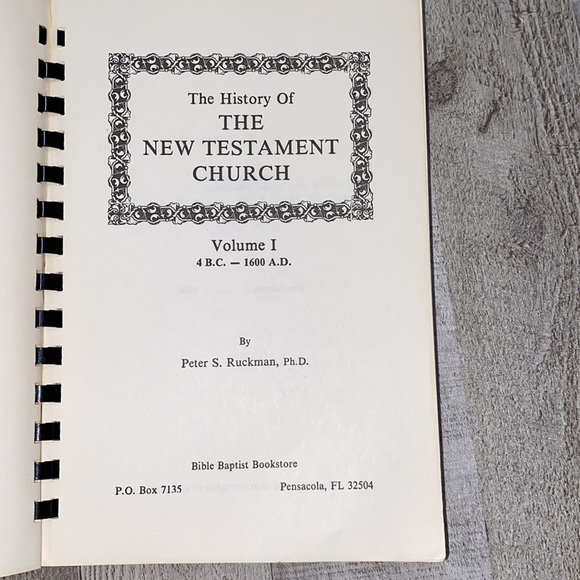 The History Of
THE
NEW TESTAMENT
CHURCH
Volume I
4 B.C. — 1600 A.D.
By
Peter S. Ruckman, Ph.D.
Bible Baptist Bookstore
P.O. Box 7135 Pensacola, FL 32504